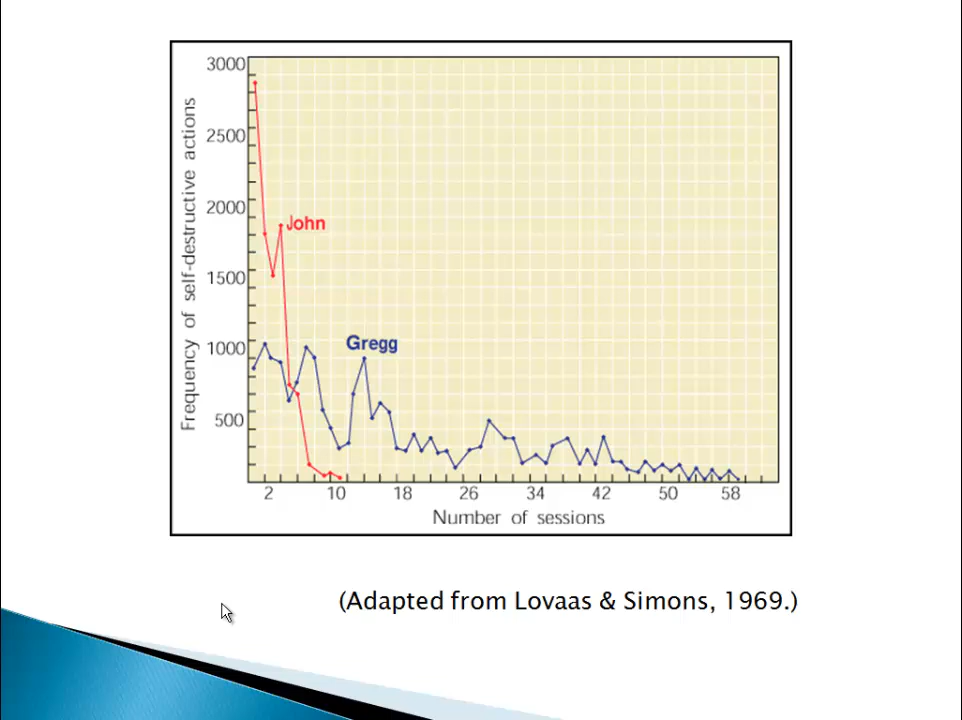 3000
2500
2000
1500
1000
500
Frequency of self-destructive actions
John
Gregg
2 10 18 26 34 42 50 58
Number of sessions
(Adapted from Lovaas & Simons, 1969.)